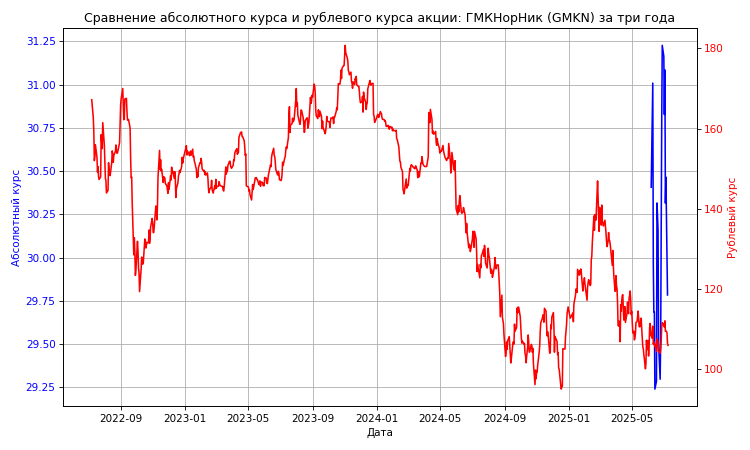 Сравнение абсолютного курса и рублевого курса акции: ГМКНорНик (GMKN) за три года
31.25
31.00
30.75
30.50
30.25
30.00
29.75
29.50
29.25
Абсолютный курс
180
160
140
120
100
Рублевый курс
2022-09 2023-01 2023-05 2023-09 2024-01 2024-05 2024-09 2025-01 2025-05
Дата